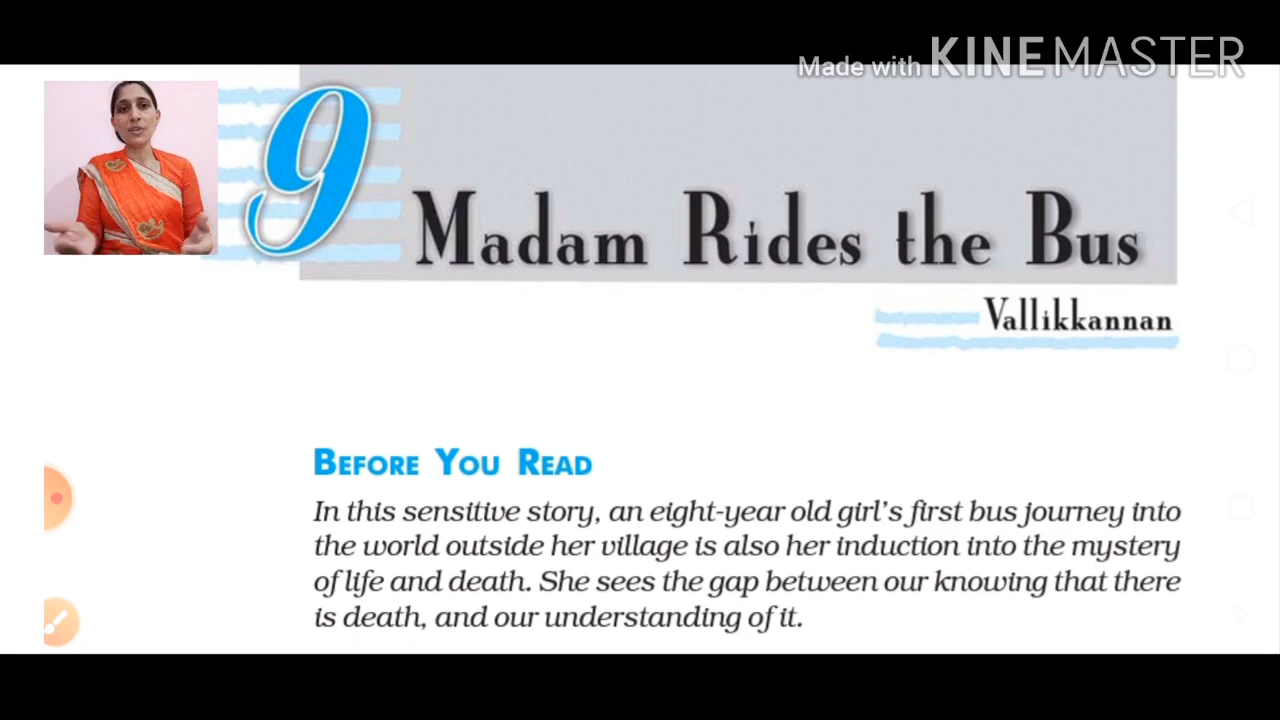 Made with KINEMASTER
9
Madam Rides the Bus
Vallikkannan
BEFORE YOU READ
In this sensitive story, an eight-year old girl's first bus journey into
the world outside her village is also her induction into the mystery
of life and death. She sees the gap between our knowing that there
is death, and our understanding of it.